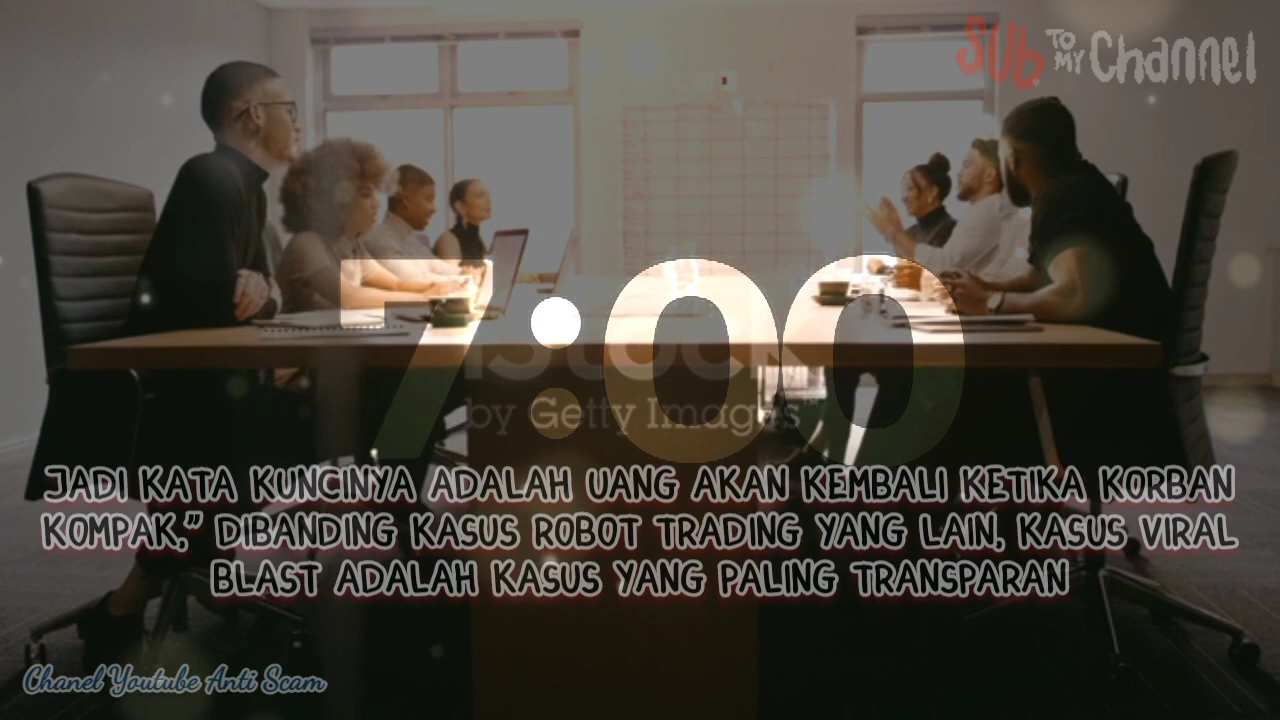 SUb TO MY Channel
7:00
iStock
by Getty Images™
JADI KATA KUNCINYA ADALAH UANG AKAN KEMBALI KETIKA KORBAN
KOMPAK.” DIBANDING KASUS ROBOT TRADING YANG LAIN, KASUS VIRAL
BLAST ADALAH KASUS YANG PALING TRANSPARAN
Chanel Youtube Anti Scam